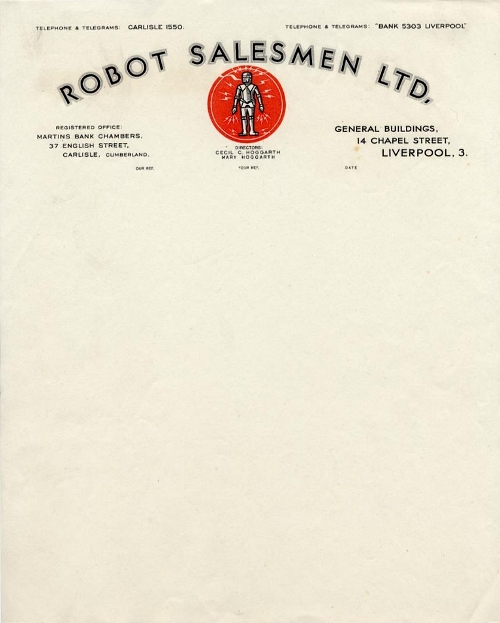 TELEPHONE & TELEGRAMS: CARLISLE 1550.
TELEPHONE & TELEGRAMS: "BANK 5303 LIVERPOOL"
ROBOT SALESMEN LTD,
REGISTERED OFFICE:
MARTINS BANK CHAMBERS,
37 ENGLISH STREET,
CARLISLE, CUMBERLAND.
DIRECTORS:
CECIL C. HOGGARTH
MARY HOGGARTH
GENERAL BUILDINGS,
14 CHAPEL STREET,
LIVERPOOL, 3.
OUR REF.
YOUR REF.
DATE